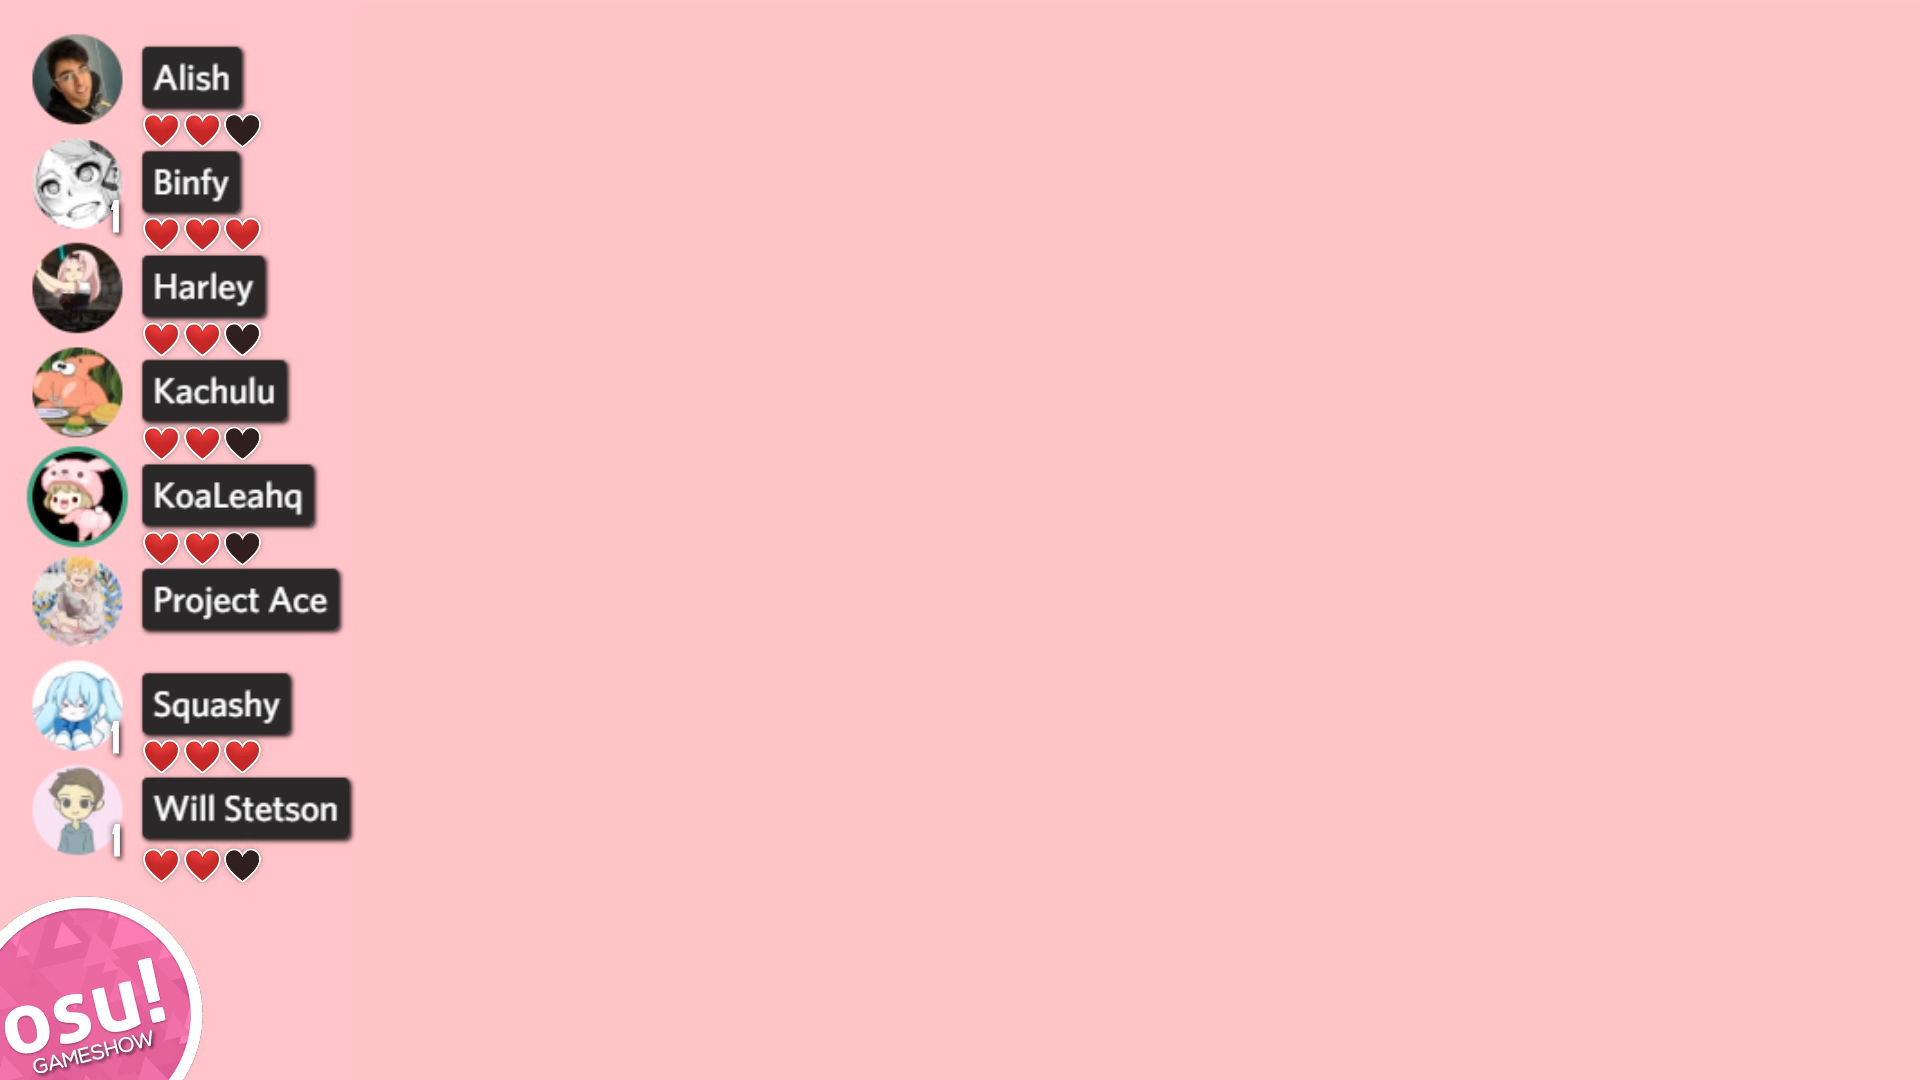 Alish
Binfy
1
Harley
Kachulu
KoaLeahq
Project Ace
Squashy
1
Will Stetson
1
osu!
GAMESHOW